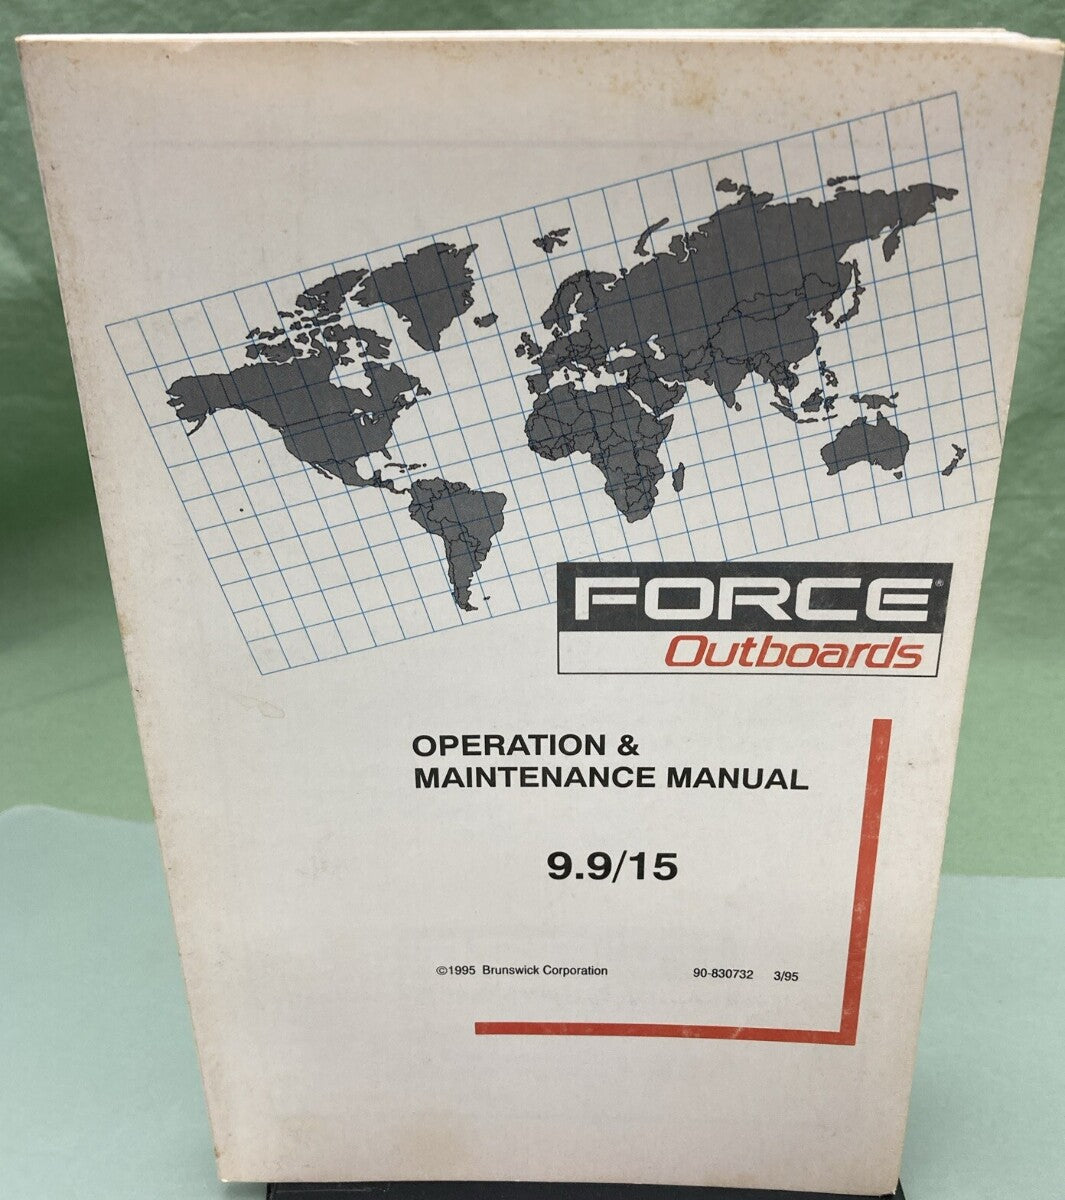 FORCE®
Outboards
OPERATION &
MAINTENANCE MANUAL
9.9/15
©1995 Brunswick Corporation 90-830732 3/95